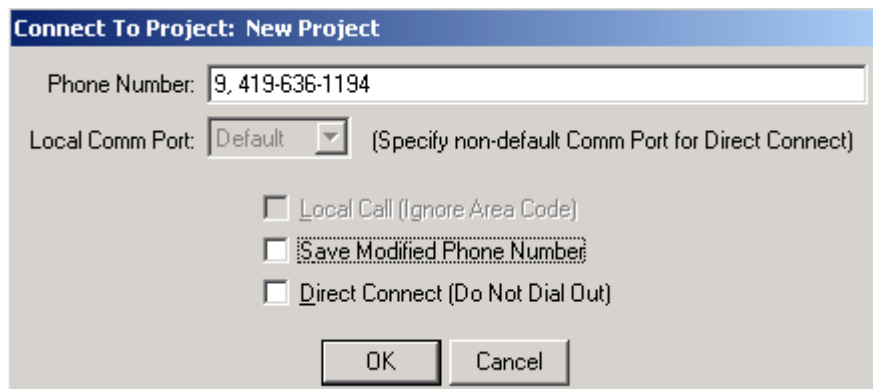 Connect To Project: New Project
Phone Number: 9, 419-636-1194
Local Comm Port: Default (Specify non-default Comm Port for Direct Connect)
Local Call (Ignore Area Code)
Save Modified Phone Number
Direct Connect (Do Not Dial Out)
OK Cancel